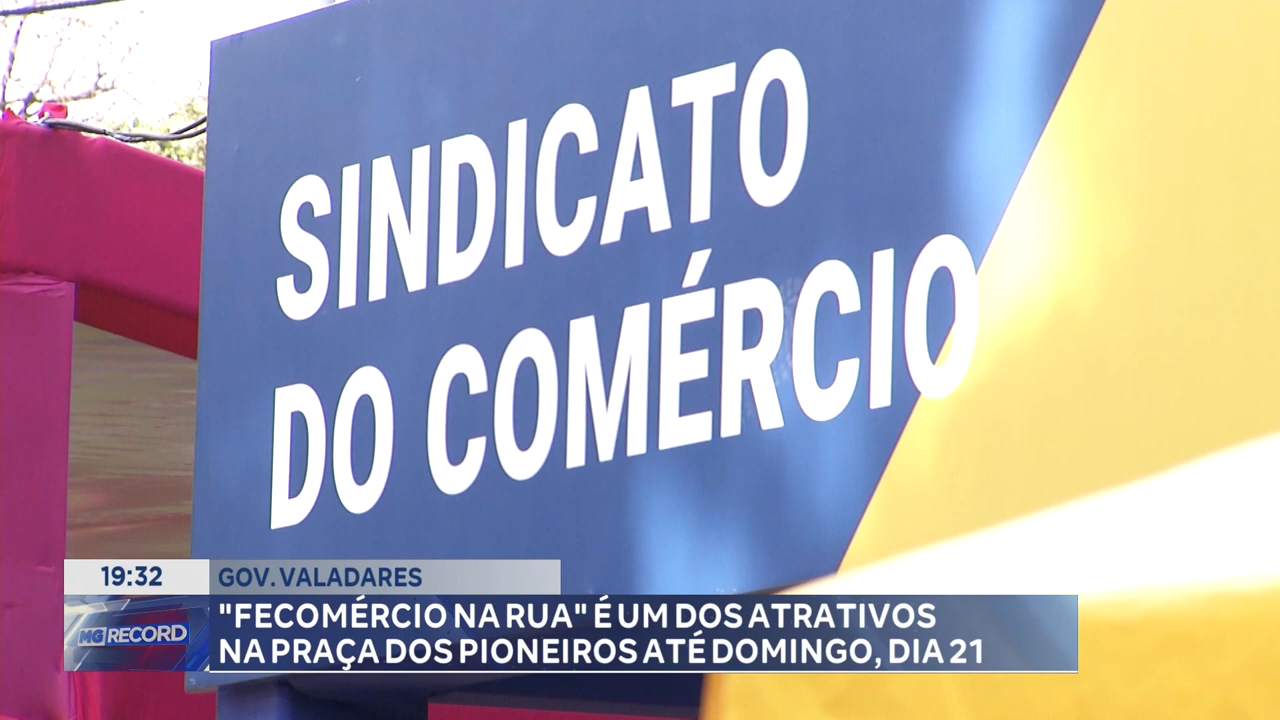 SINDICATO
DO COMÉRCIO
19:32
GOV. VALADARES
MG RECORD
"FECOMÉRCIO NA RUA" É UM DOS ATRATIVOS
NA PRAÇA DOS PIONEIROS ATÉ DOMINGO, DIA 21